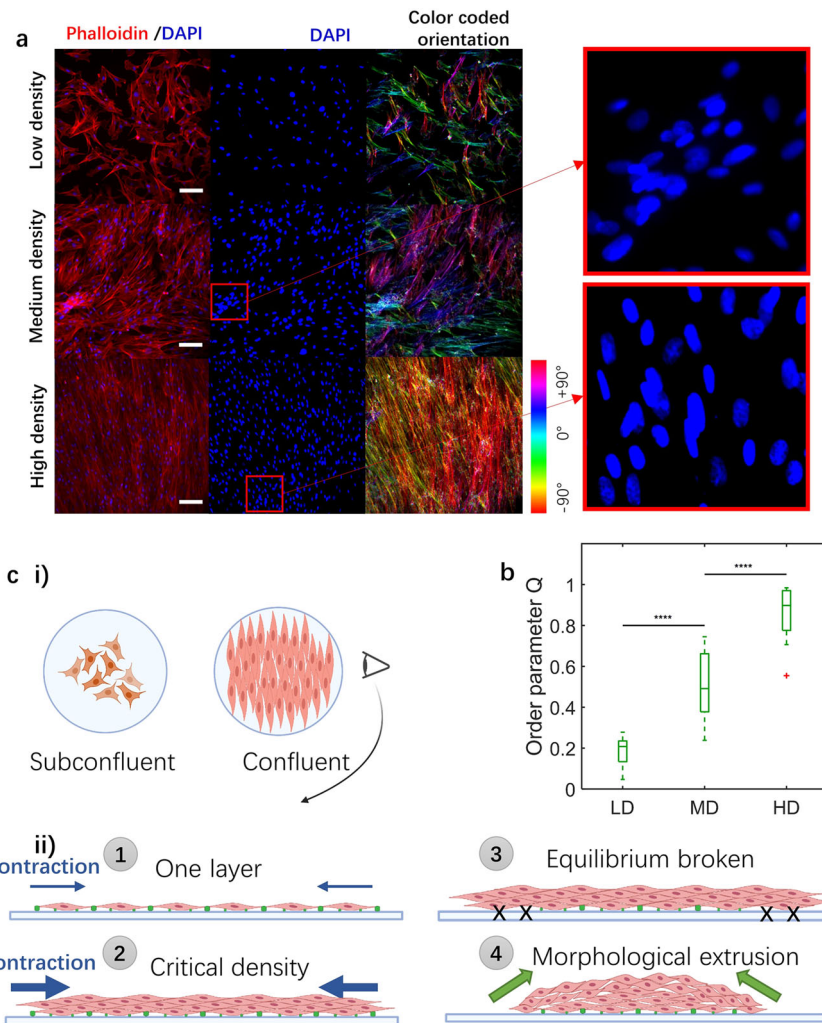 a
Phalloidin /DAPI
DAPI
Color coded
orientation
Low density
Medium density
High density
+90°
0°
-90°
c i)
Subconfluent
Confluent
b
Order parameter Q
1
0.8
0.6
0.4
0.2
0
****
****
LD
MD
HD
ii)
1
One layer
ontraction
2
Critical density
ontraction
3
Equilibrium broken
X X
X X
4
Morphological extrusion